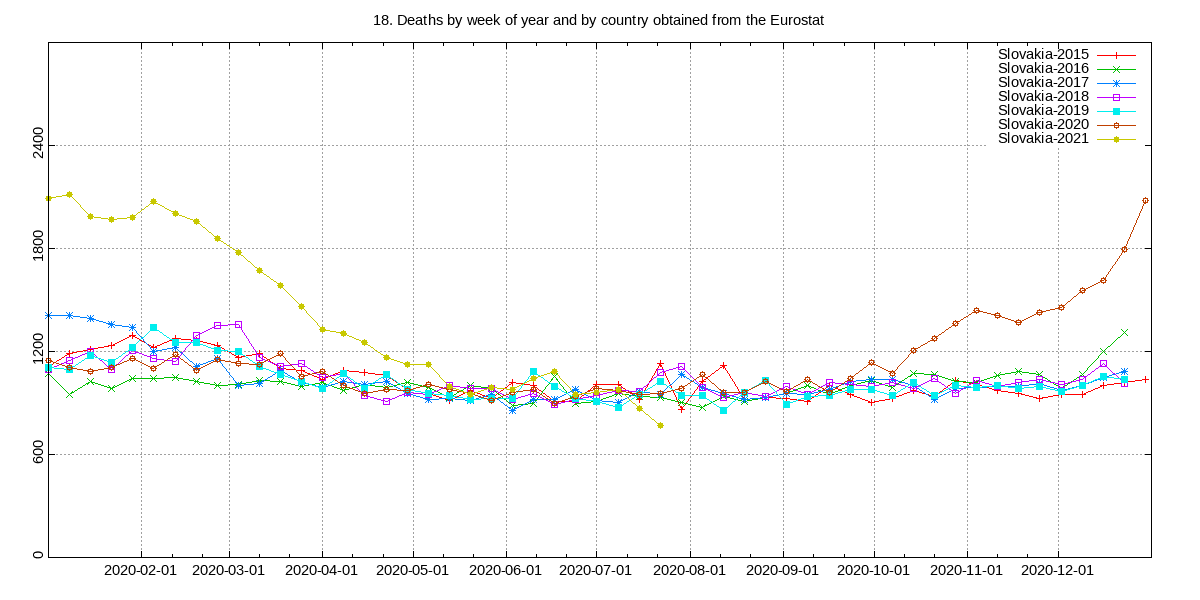 18. Deaths by week of year and by country obtained from the Eurostat
Slovakia-2015
Slovakia-2016
Slovakia-2017
Slovakia-2018
Slovakia-2019
Slovakia-2020
Slovakia-2021
2400
1800
1200
600
0
2020-02-01 2020-03-01 2020-04-01 2020-05-01 2020-06-01 2020-07-01 2020-08-01 2020-09-01 2020-10-01 2020-11-01 2020-12-01